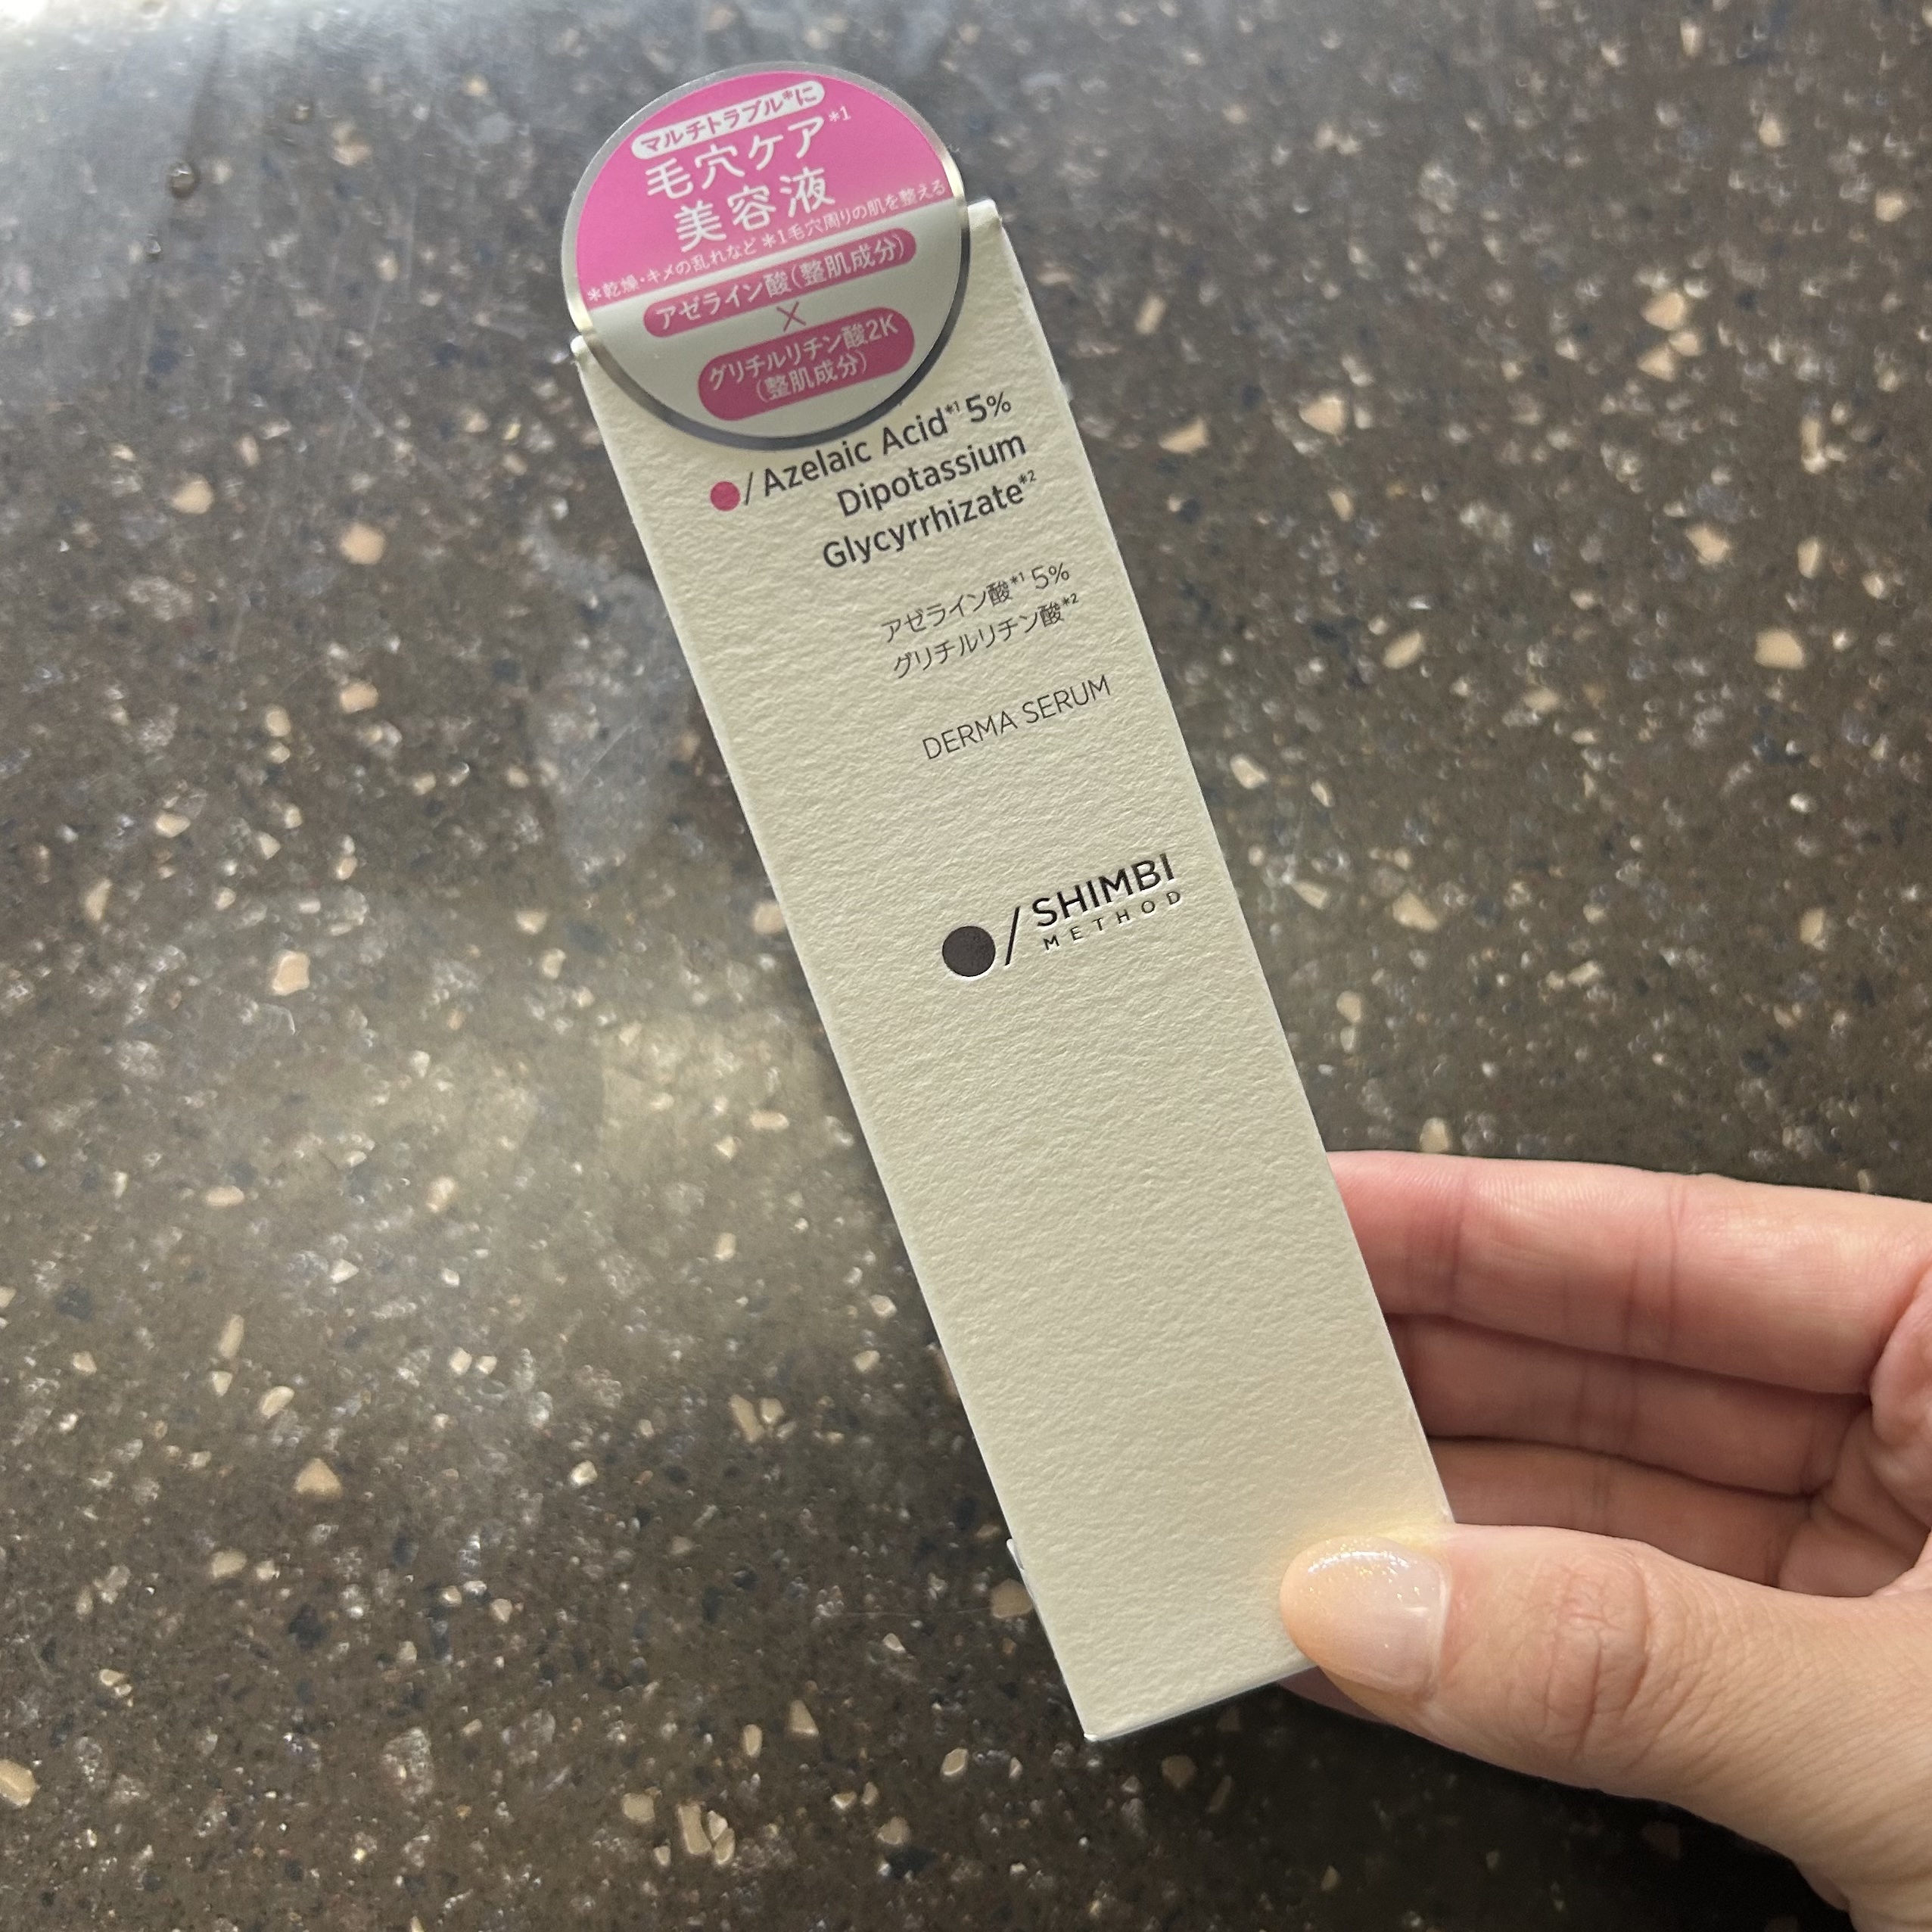 マルチトラブル*に
毛穴ケア*1
美容液
*乾燥・キメの乱れなど *1毛穴周りの肌を整える
アゼライン酸(整肌成分)
×
グリチルリチン酸2K
(整肌成分)
/Azelaic Acid*1 5%
Dipotassium
Glycyrrhizate*2
アゼライン酸*1 5%
グリチルリチン酸*2
DERMA SERUM
/SHIMBI
METHOD